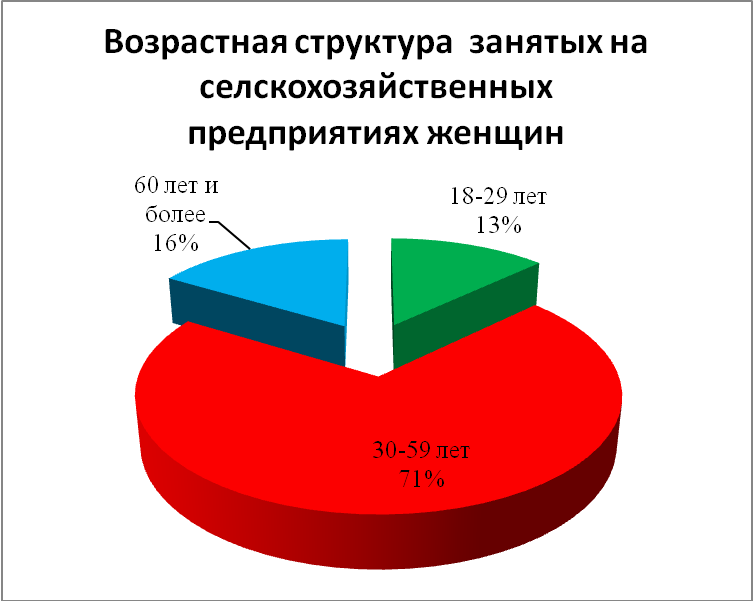 Возрастная структура  занятых на
селскохозяйственных
предприятиях женщин
60 лет и
более
16%
18-29 лет
13%
30-59 лет
71%